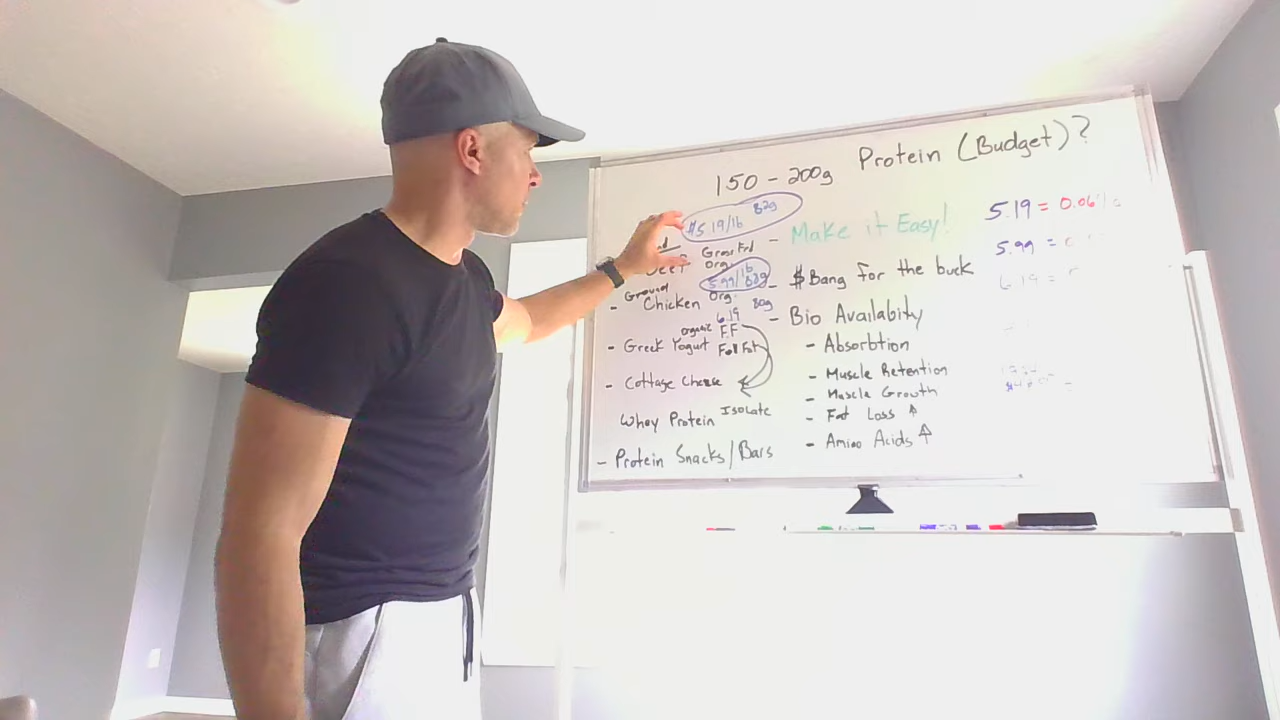 Protein (Budget)?
150 - 200g
$5.19/lb 82g
Grass Fed
Beef Org.
5.99/lb 82g
Ground
- Chicken Org. 80g
6.19
organic F.F
- Greek Yogurt Full Fat
- Cottage Cheese
Whey Protein Isolate
- Protein Snacks/Bars
- Make it Easy!
- $Bang for the buck
- Bio Availabity
- Absorbtion
- Muscle Retention
- Muscle Growth
- Fat Loss ↑
- Amino Acids ↑
5.19 = 0.06
5.99 =
6.19 =